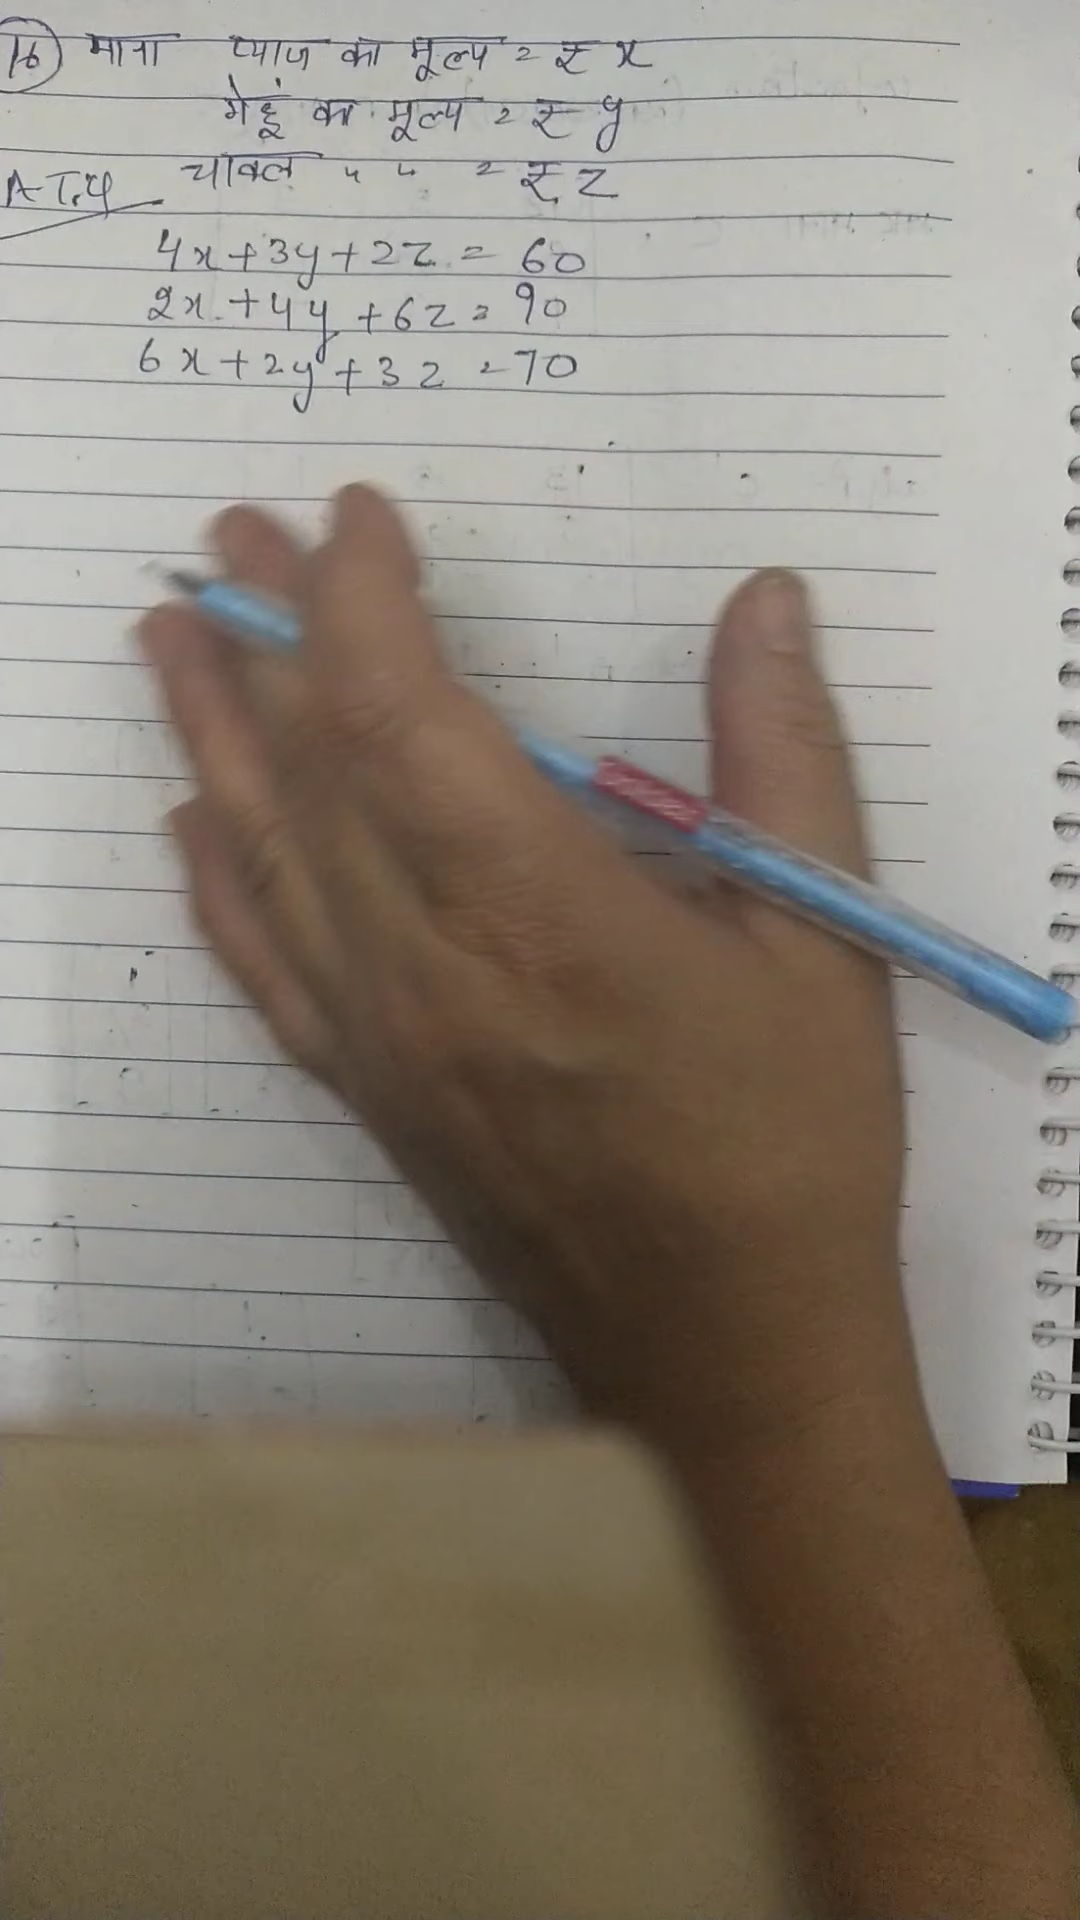 16) माना प्याज का मूल्य = ₹ x
गेहूं का मूल्य = ₹ y
चावल " " = ₹ z
A.T.Q
4x+3y+2z = 60
2x+4y+6z = 90
6x+2y+3z = 70